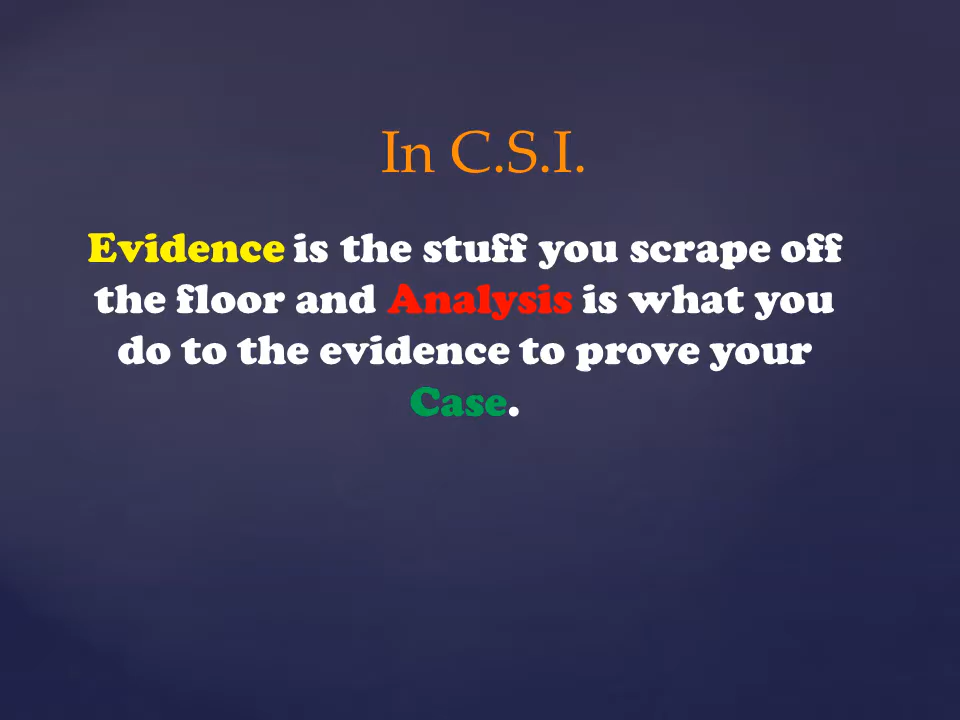 In C.S.I.
Evidence is the stuff you scrape off
the floor and Analysis is what you
do to the evidence to prove your
Case.